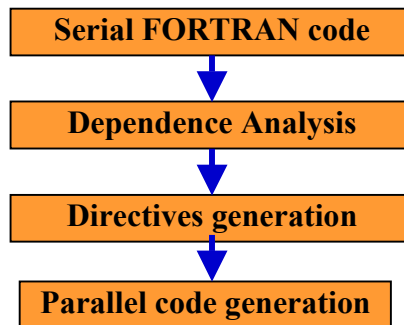 Serial FORTRAN code
Dependence Analysis
Directives generation
Parallel code generation